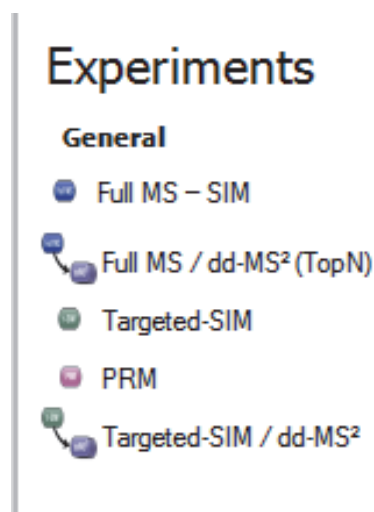 Experiments
General
Full MS – SIM
Full MS / dd-MS² (TopN)
Targeted-SIM
PRM
Targeted-SIM / dd-MS²